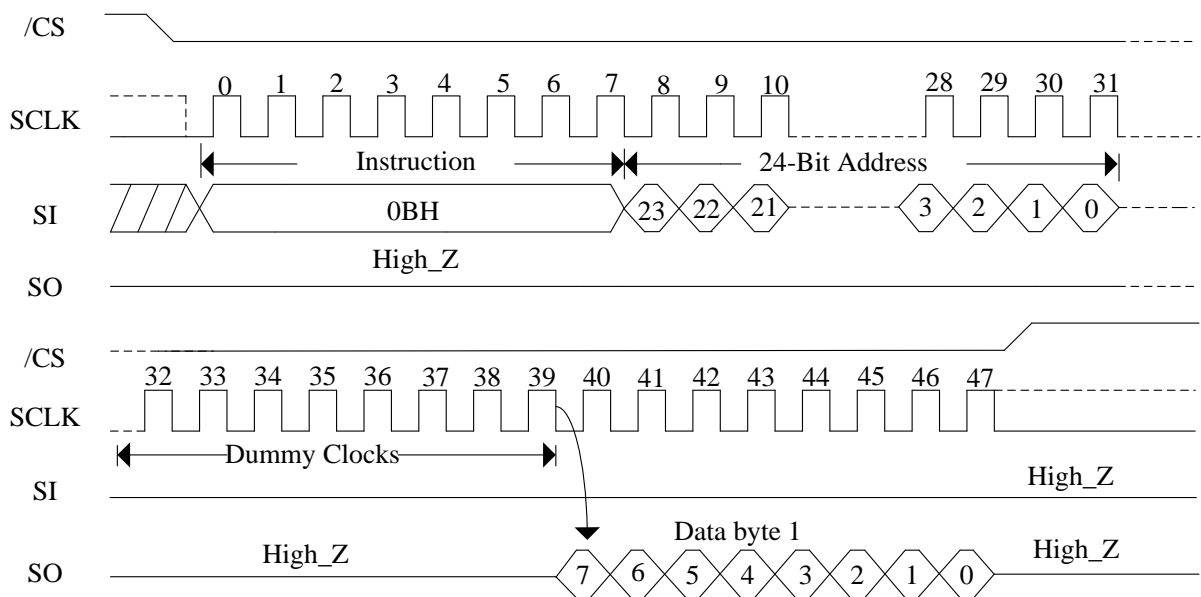 /CS
0 1 2 3 4 5 6 7 8 9 10 28 29 30 31
SCLK
Instruction 24-Bit Address
SI 0BH 23 22 21 3 2 1 0
High_Z
SO
/CS
32 33 34 35 36 37 38 39 40 41 42 43 44 45 46 47
SCLK
Dummy Clocks
SI High_Z
High_Z Data byte 1 High_Z
SO 7 6 5 4 3 2 1 0